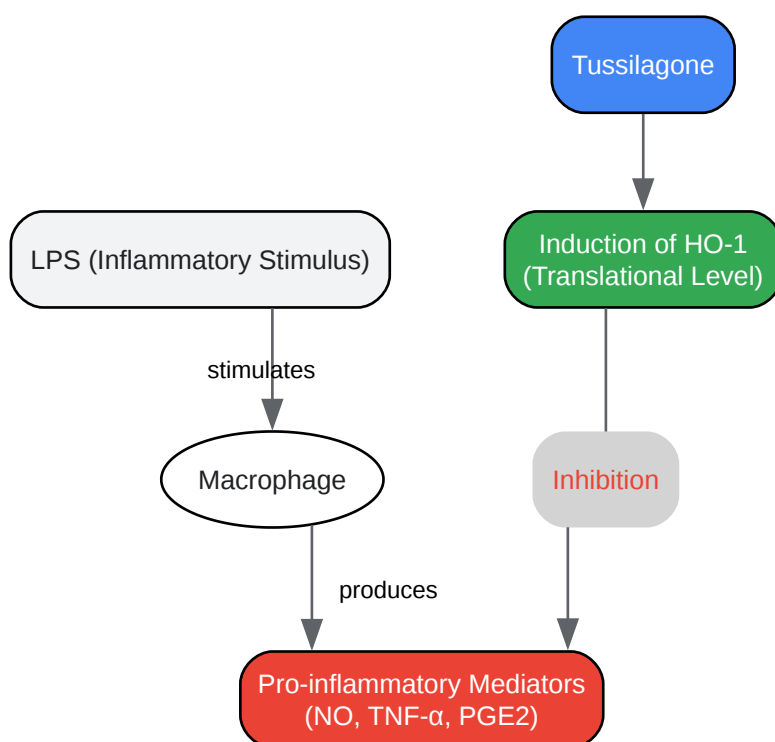 Tussilagone
LPS (Inflammatory Stimulus)
Induction of HO-1
(Translational Level)
stimulates
Macrophage
Inhibition
produces
Pro-inflammatory Mediators
(NO, TNF-α, PGE2)